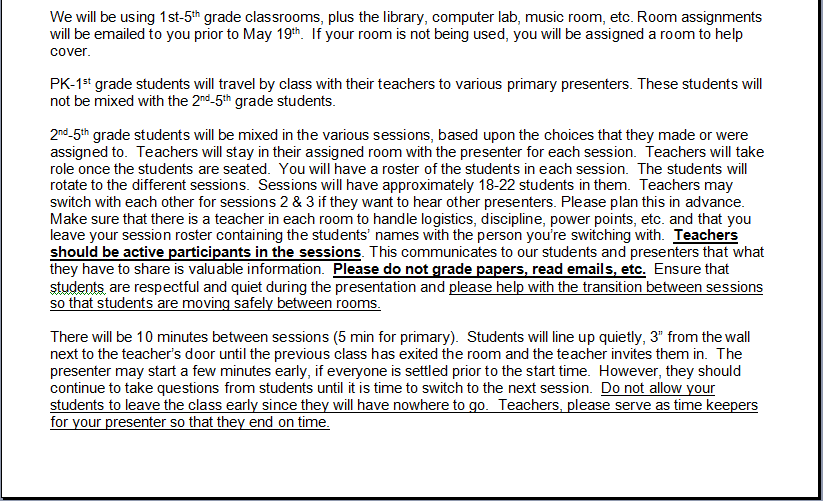 We will be using 1st-5th grade classrooms, plus the library, computer lab, music room, etc. Room assignments
will be emailed to you prior to May 19th.  If your room is not being used, you will be assigned a room to help
cover.
PK-1st grade students will travel by class with their teachers to various primary presenters. These students will
not be mixed with the 2nd-5th grade students.
2nd-5th grade students will be mixed in the various sessions, based upon the choices that they made or were
assigned to.  Teachers will stay in their assigned room with the presenter for each session.  Teachers will take
role once the students are seated.  You will have a roster of the students in each session.  The students will
rotate to the different sessions.  Sessions will have approximately 18-22 students in them.  Teachers may
switch with each other for sessions 2 & 3 if they want to hear other presenters. Please plan this in advance.
Make sure that there is a teacher in each room to handle logistics, discipline, power points, etc. and that you
leave your session roster containing the students' names with the person you're switching with.  Teachers
should be active participants in the sessions. This communicates to our students and presenters that what
they have to share is valuable information.  Please do not grade papers, read emails, etc.  Ensure that
students are respectful and quiet during the presentation and please help with the transition between sessions
so that students are moving safely between rooms.
There will be 10 minutes between sessions (5 min for primary).  Students will line up quietly, 3" from the wall
next to the teacher's door until the previous class has exited the room and the teacher invites them in.  The
presenter may start a few minutes early, if everyone is settled prior to the start time.  However, they should
continue to take questions from students until it is time to switch to the next session.  Do not allow your
students to leave the class early since they will have nowhere to go.  Teachers, please serve as time keepers
for your presenter so that they end on time.